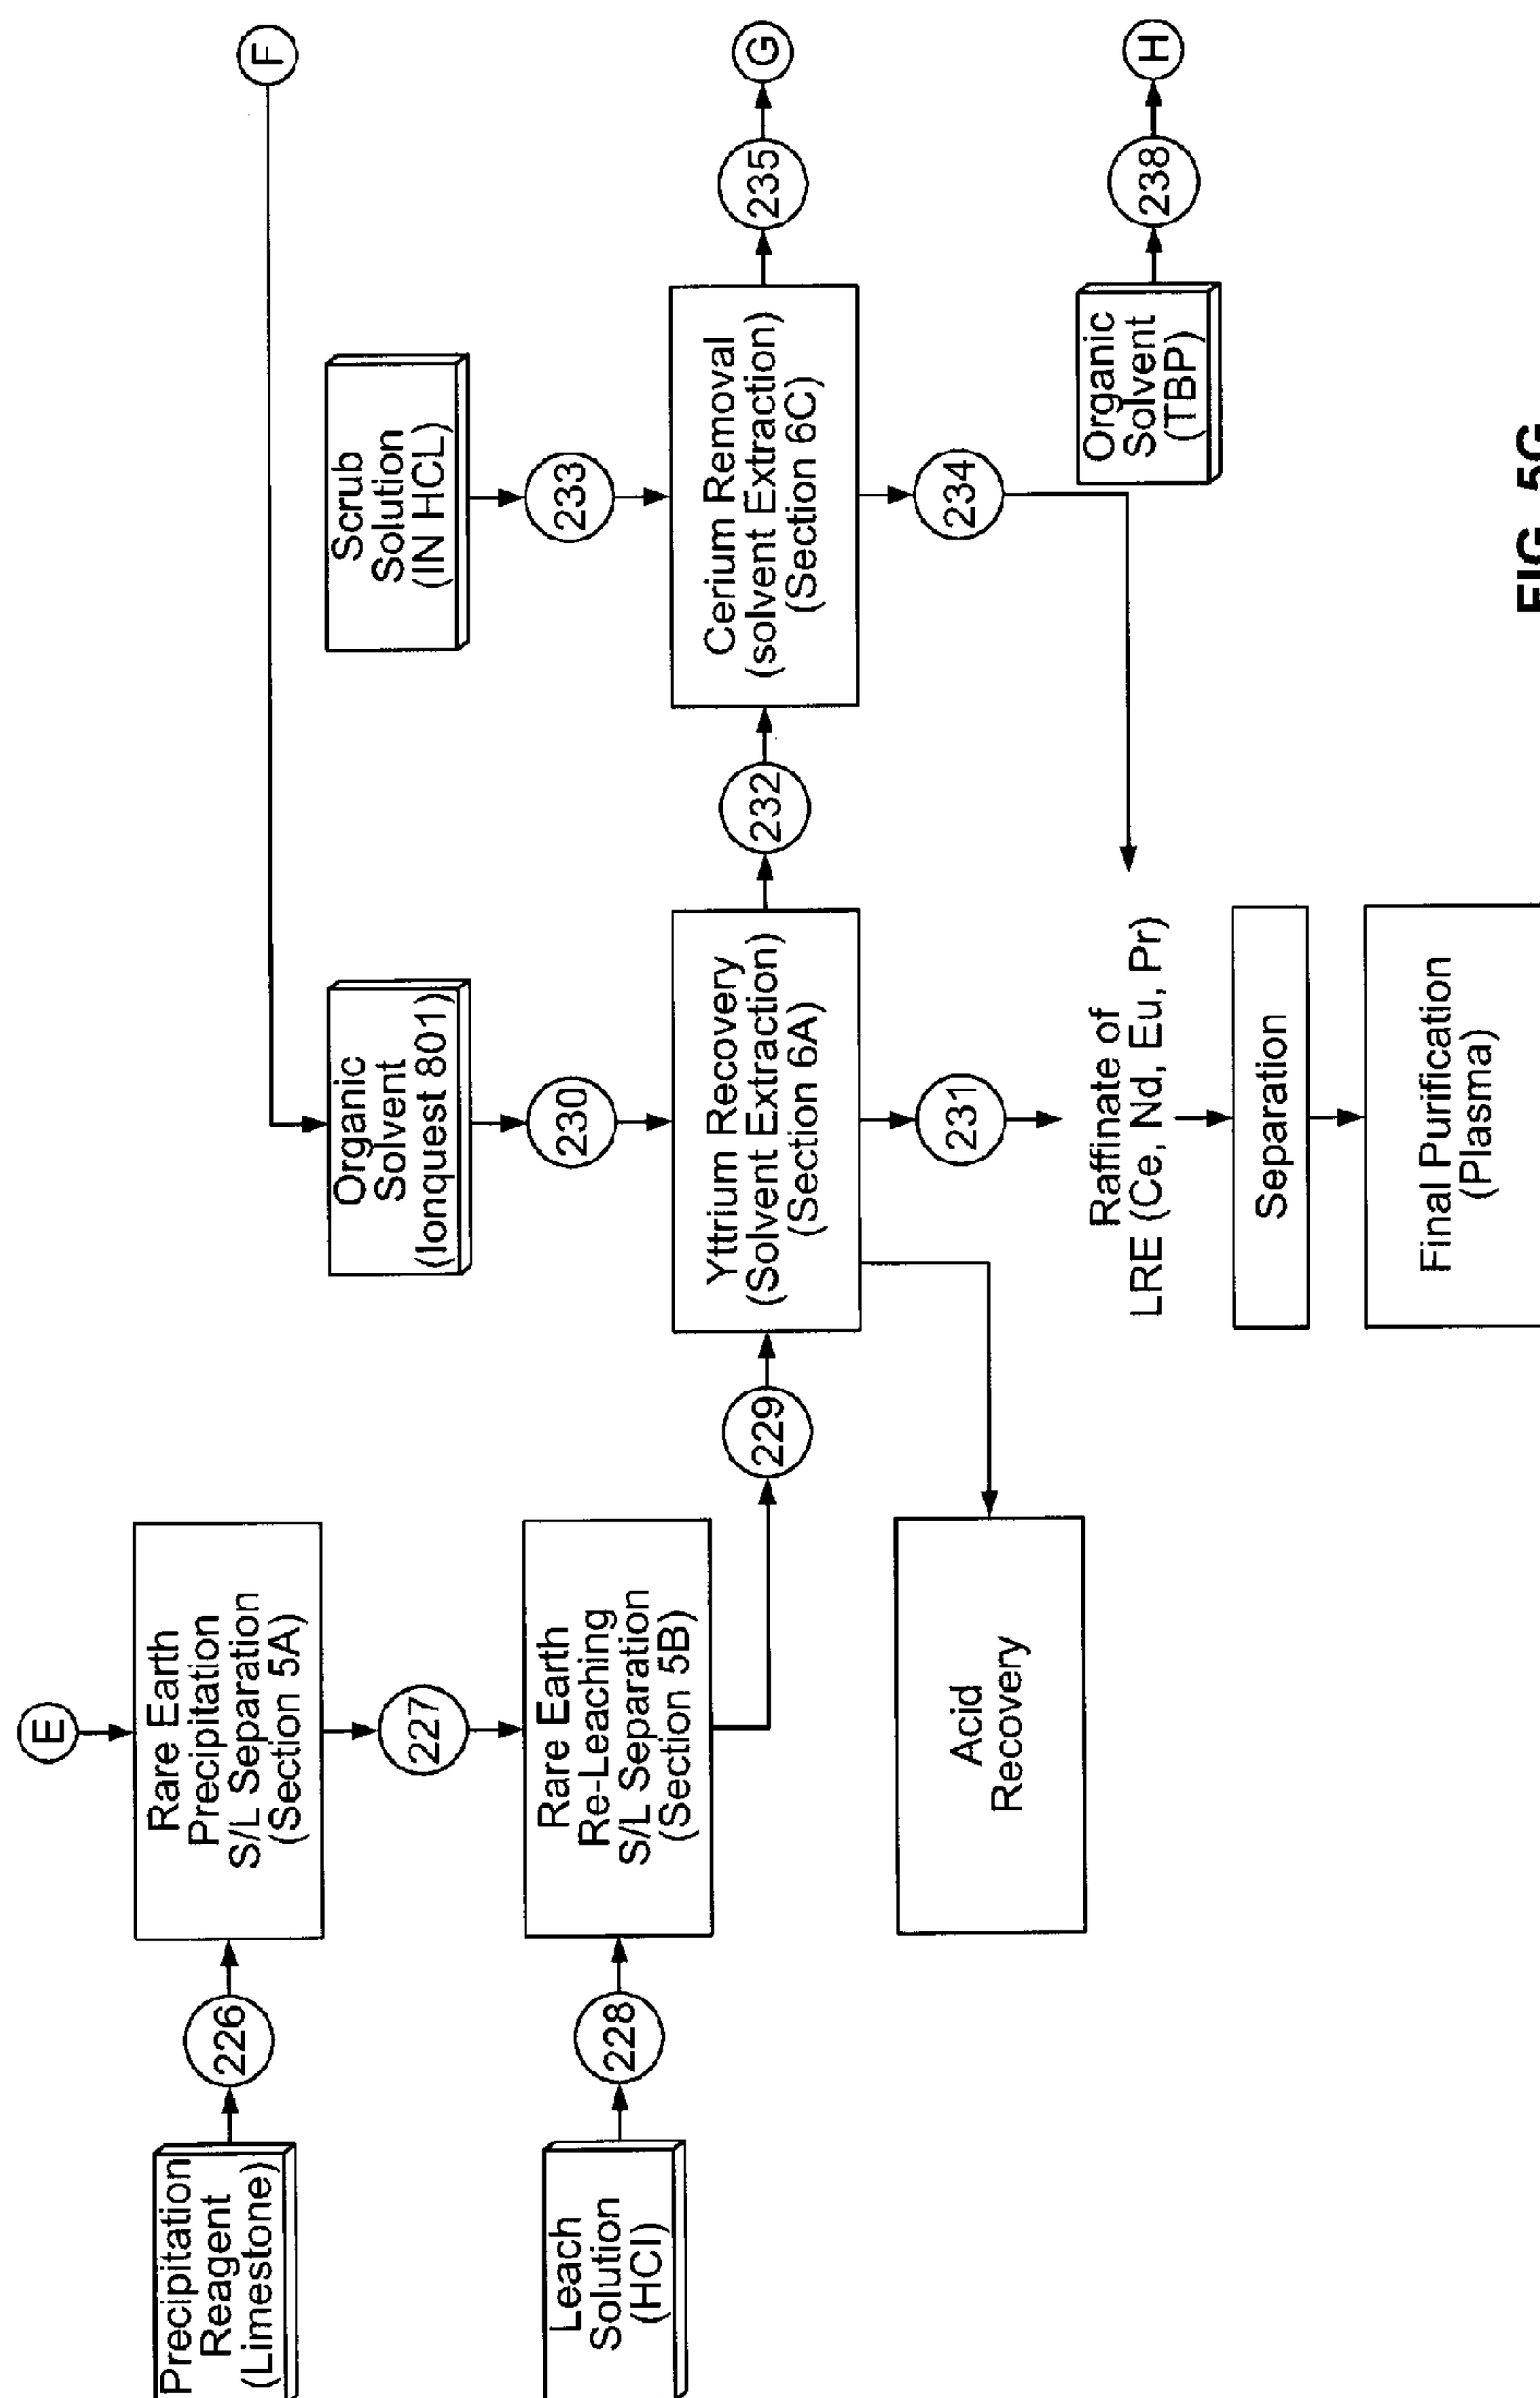 E
F
Precipitation
Reagent
(Limestone)
226
Rare Earth
Precipitation
S/L Separation
(Section 5A)
227
Leach
Solution
(HCl)
228
Rare Earth
Re-Leaching
S/L Separation
(Section 5B)
229
Acid
Recovery
Organic
Solvent
(Ionquest 801)
230
Yttrium Recovery
(Solvent Extraction)
(Section 6A)
231
Raffinate of
LRE (Ce, Nd, Eu, Pr)
Separation
Final Purification
(Plasma)
232
Scrub
Solution
(IN HCL)
233
Cerium Removal
(solvent Extraction)
(Section 6C)
234
235
G
Organic
Solvent
(TBP)
238
H
FIG. 5G